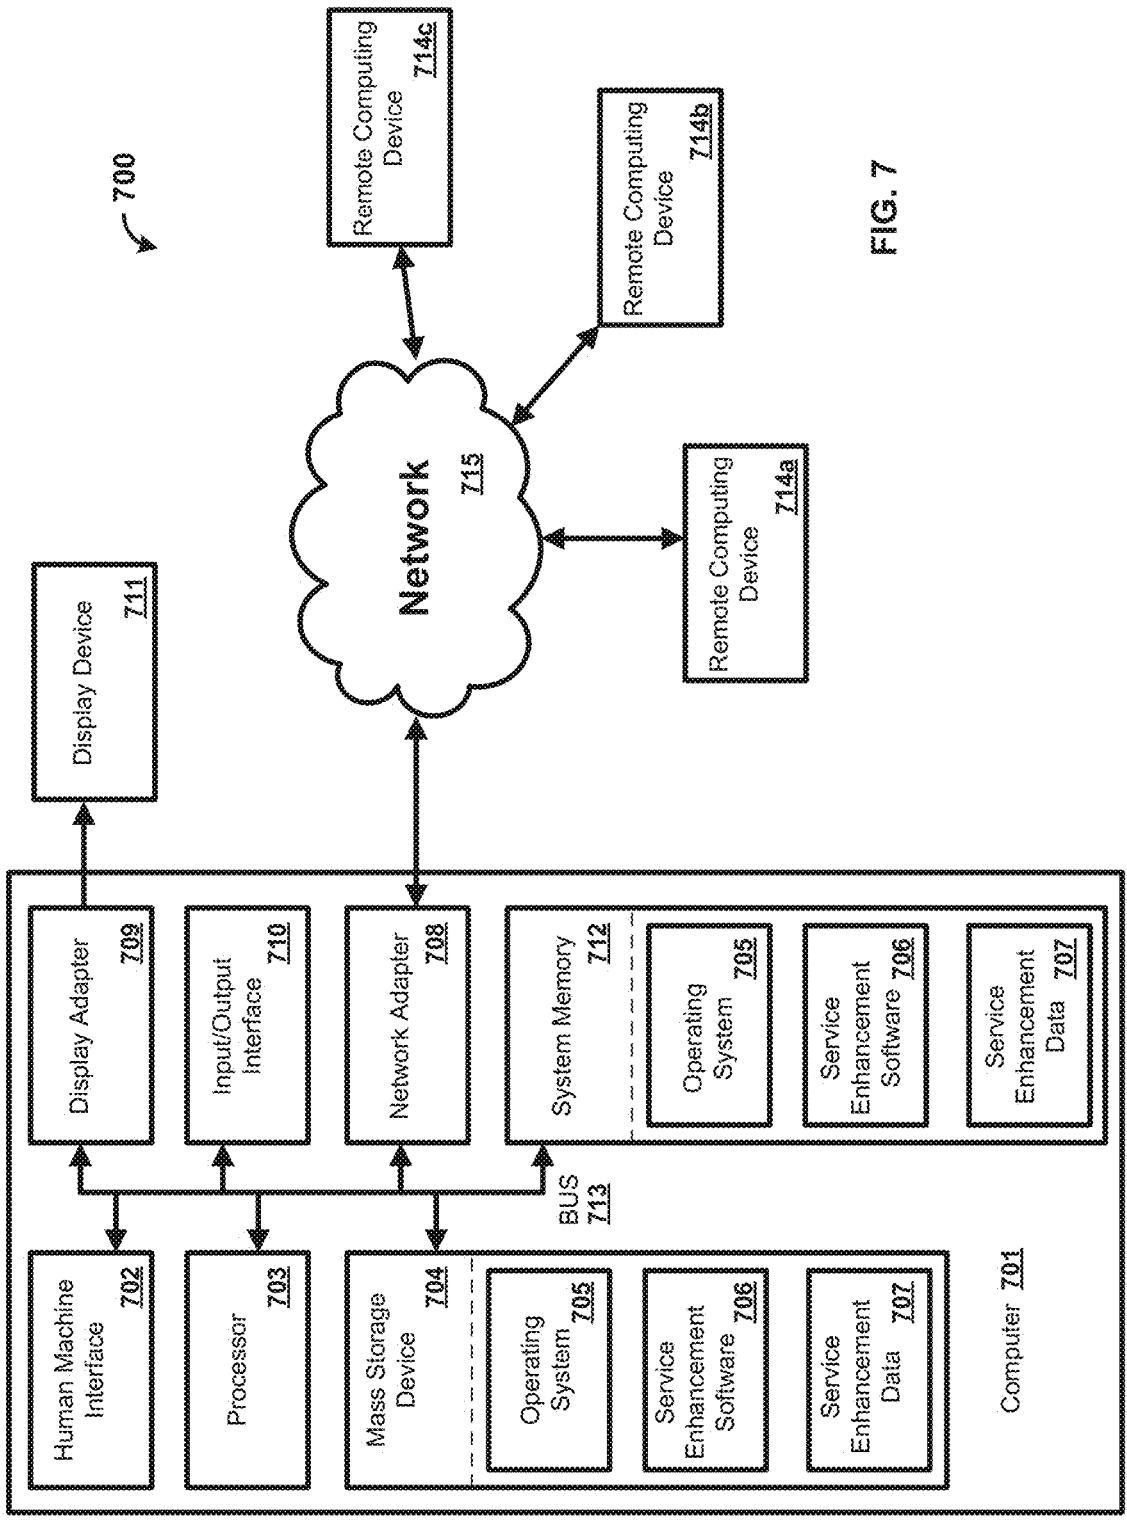 700
Human Machine
Interface
702
Display Adapter
709
Display Device
711
Processor
703
Input/Output
Interface
710
Mass Storage
Device
704
Network Adapter
708
Network
715
Remote Computing
Device
714c
Operating
System
705
Service
Enhancement
Software
706
Service
Enhancement
Data
707
BUS
713
System Memory
712
Operating
System
705
Service
Enhancement
Software
706
Service
Enhancement
Data
707
Remote Computing
Device
714b
Remote Computing
Device
714a
Computer 701
FIG. 7